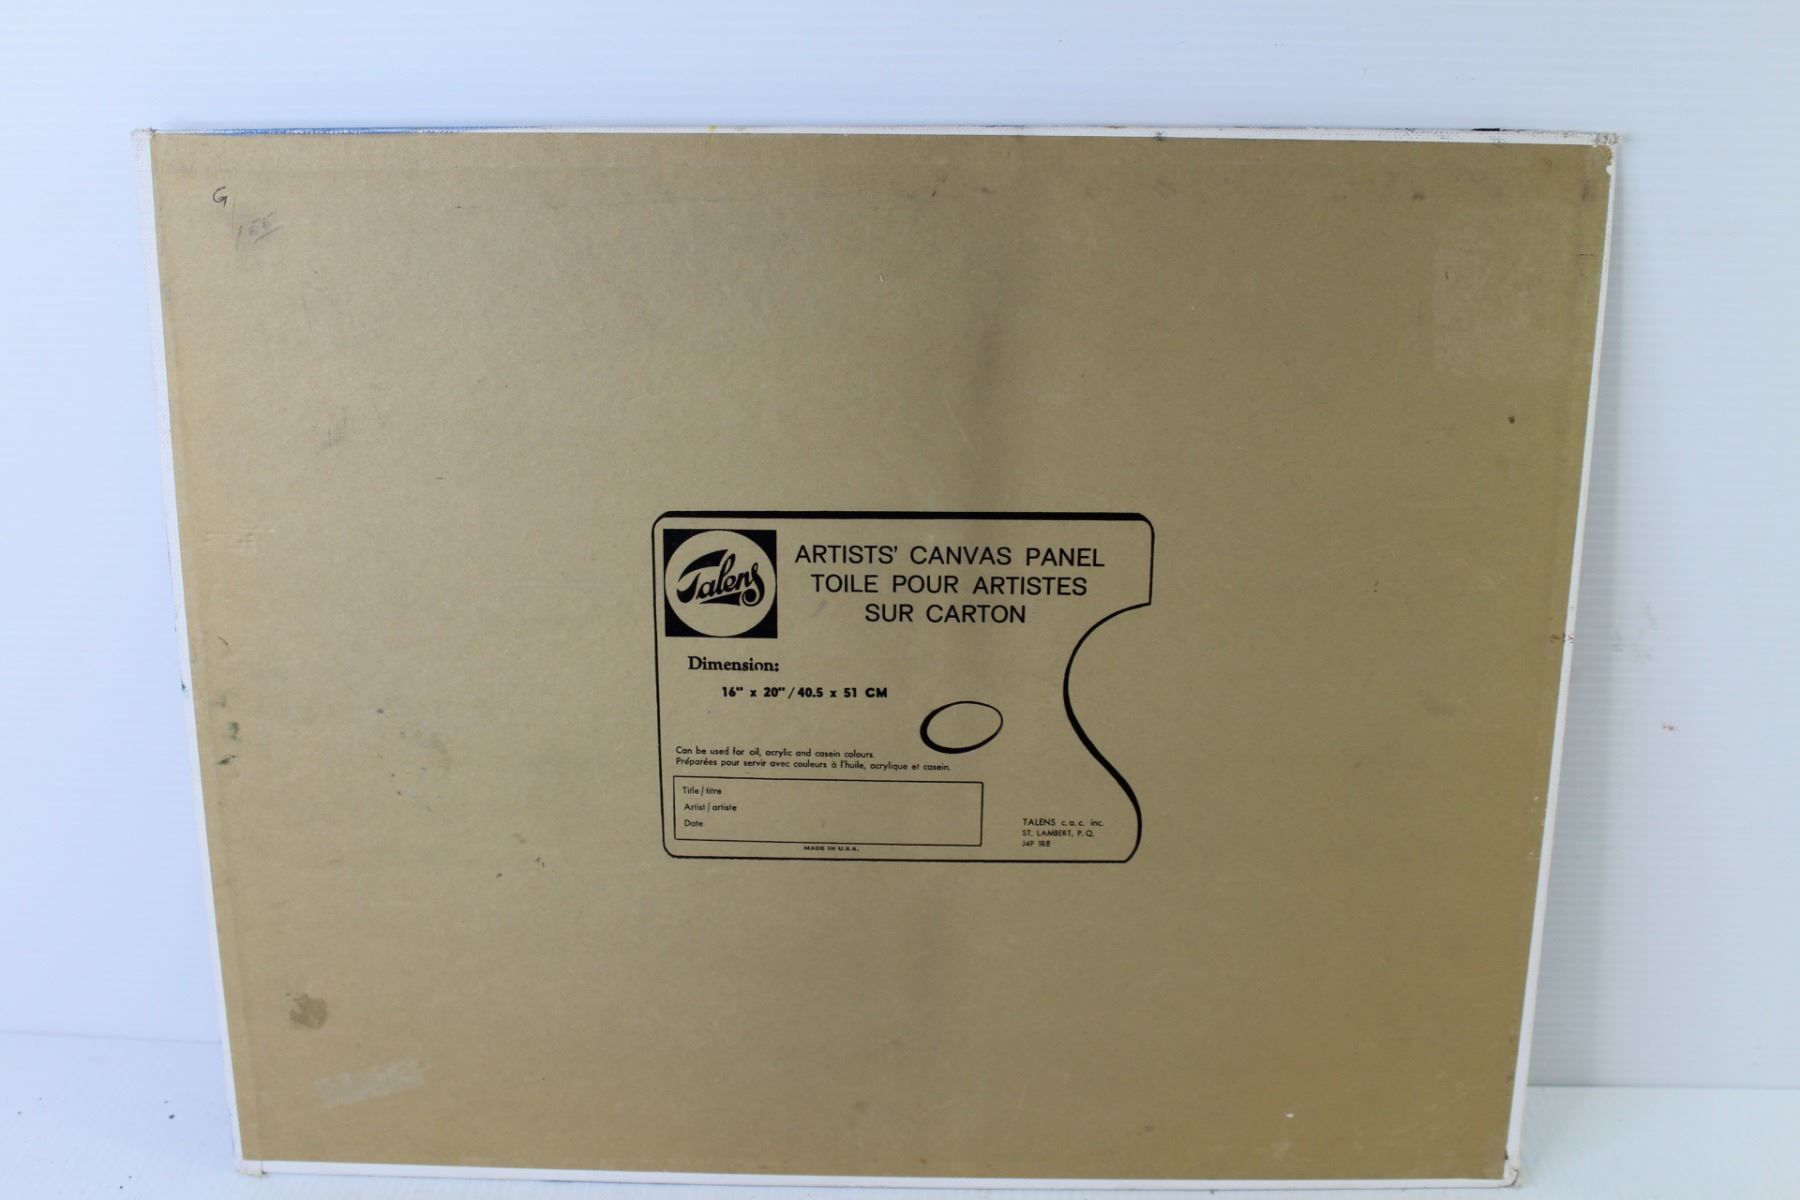 G
Talens
ARTISTS' CANVAS PANEL
TOILE POUR ARTISTES
SUR CARTON
Dimension:
16" x 20" / 40.5 x 51 CM
Can be used for oil, acrylic and casein colours.
Préparées pour servir avec couleurs à l'huile, acrylique et casein.
Title / titre
Artist / artiste
Date
MADE IN U.S.A.
TALENS c.a.c. inc.
ST. LAMBERT, P.Q.
J4P 1R8